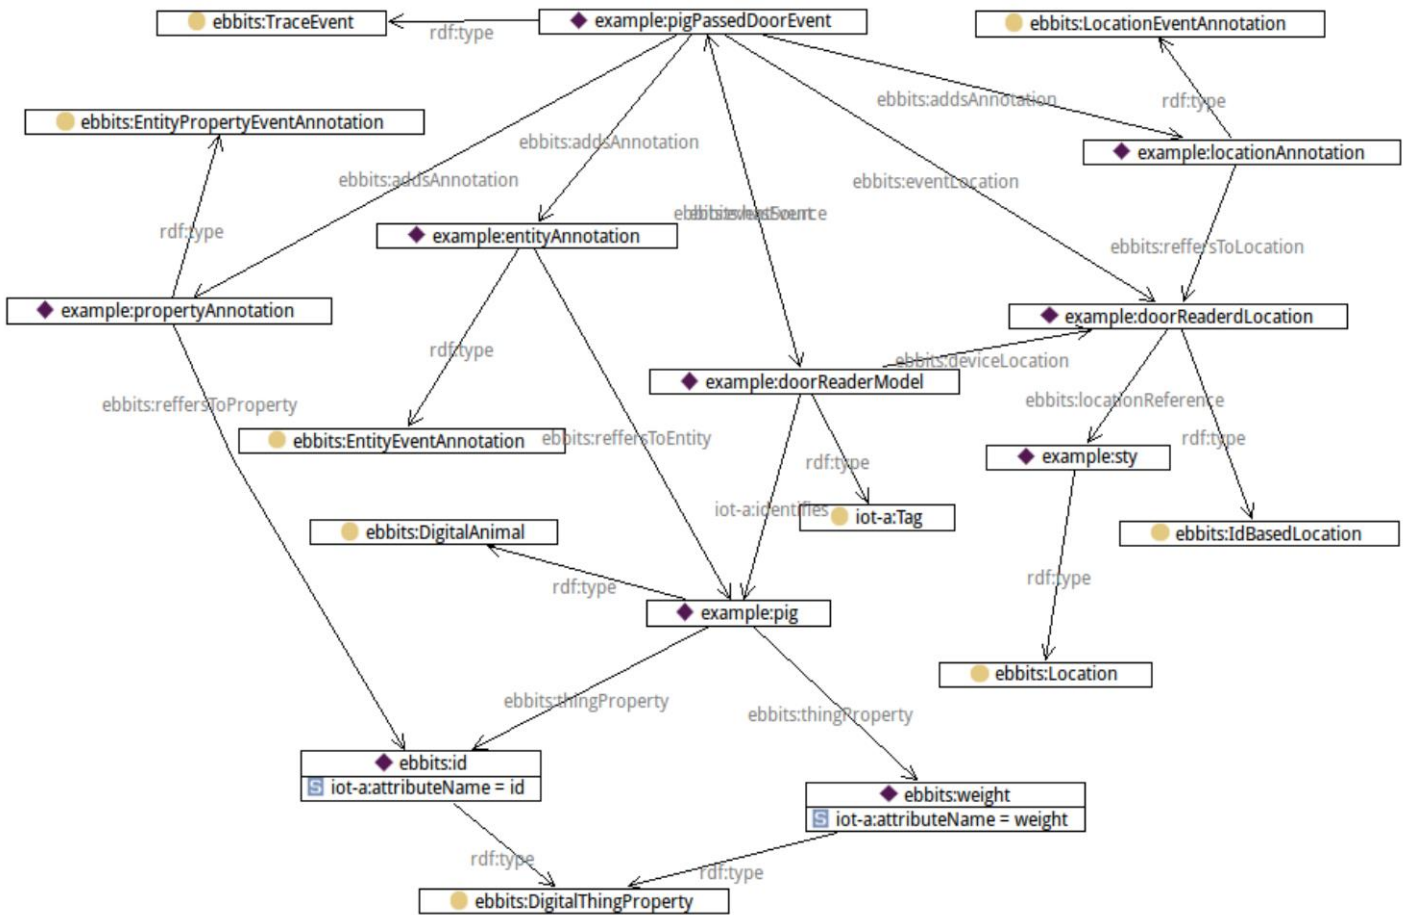 ebbits:TraceEvent
example:pigPassedDoorEvent
ebbits:LocationEventAnnotation
rdf:type
ebbits:addsAnnotation
rdf:type
ebbits:EntityPropertyEventAnnotation
ebbits:addsAnnotation
example:locationAnnotation
ebbits:addsAnnotation
ebbits:eventLocation
rdf:type
example:entityAnnotation
ebbits:reffersToLocation
example:propertyAnnotation
example:doorReaderdLocation
rdf:type
ebbits:deviceLocation
example:doorReaderModel
ebbits:reffersToProperty
ebbits:locationReference
ebbits:EntityEventAnnotation
ebbits:reffersToEntity
rdf:type
example:sty
rdf:type
iot-a:identifies
iot-a:Tag
ebbits:DigitalAnimal
ebbits:IdBasedLocation
rdf:type
rdf:type
example:pig
ebbits:Location
ebbits:thingProperty
ebbits:thingProperty
ebbits:id
iot-a:attributeName = id
ebbits:weight
iot-a:attributeName = weight
rdf:type
rdf:type
ebbits:DigitalThingProperty